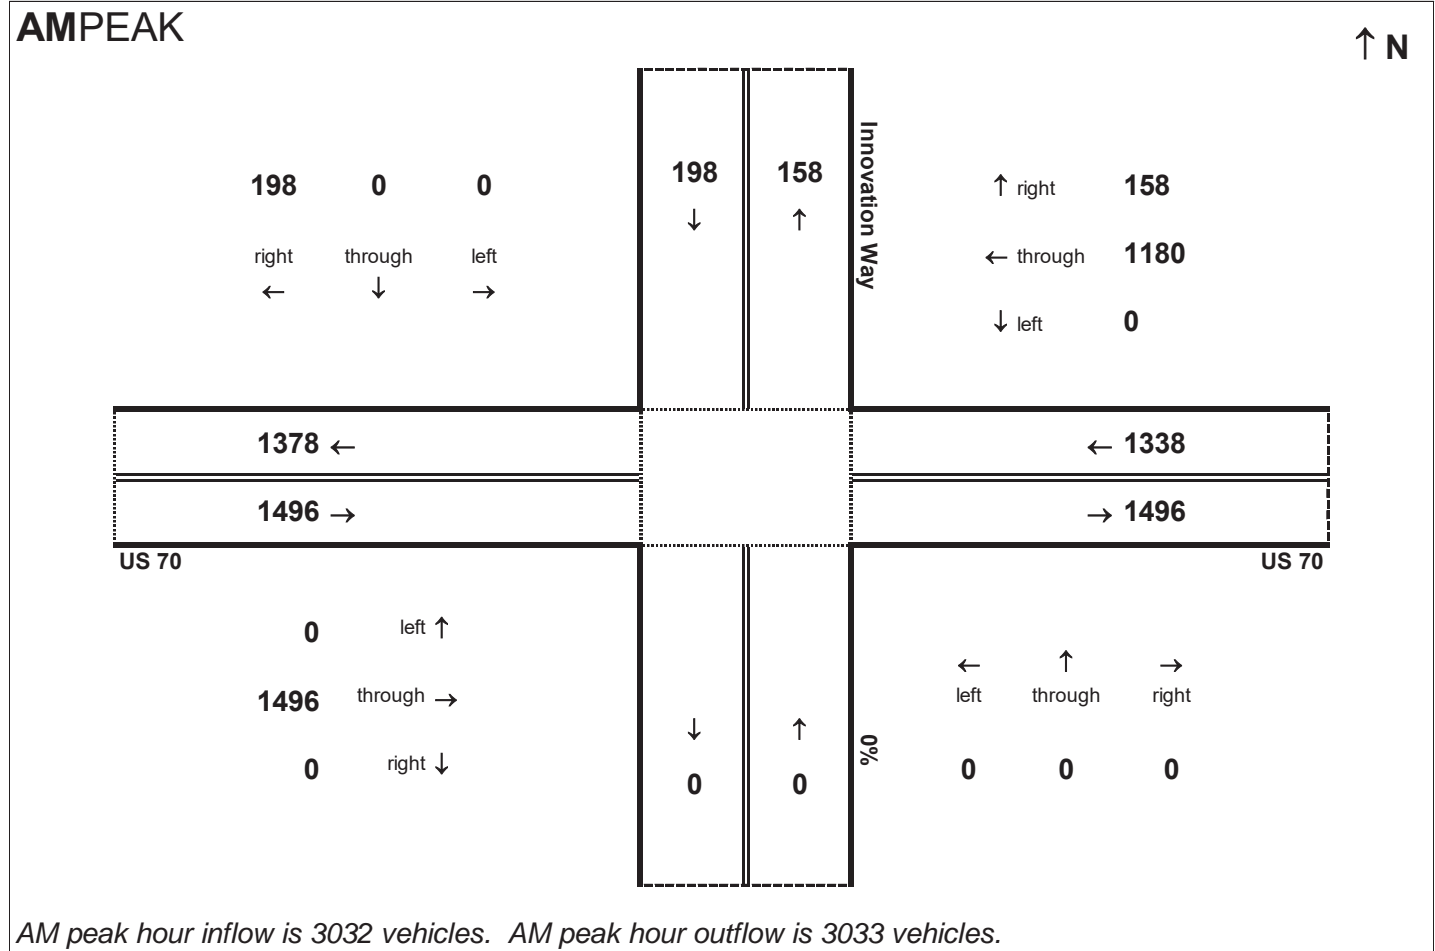 AMPEAK
↑ N
198 0 0
right through left
← ↓ →
198 158
↓ ↑
Innovation Way
↑ right 158
← through 1180
↓ left 0
1378 ←
← 1338
1496 →
→ 1496
US 70
US 70
0 left ↑
1496 through →
0 right ↓
↓ ↑
0 0
0%
← ↑ →
left through right
0 0 0
AM peak hour inflow is 3032 vehicles. AM peak hour outflow is 3033 vehicles.